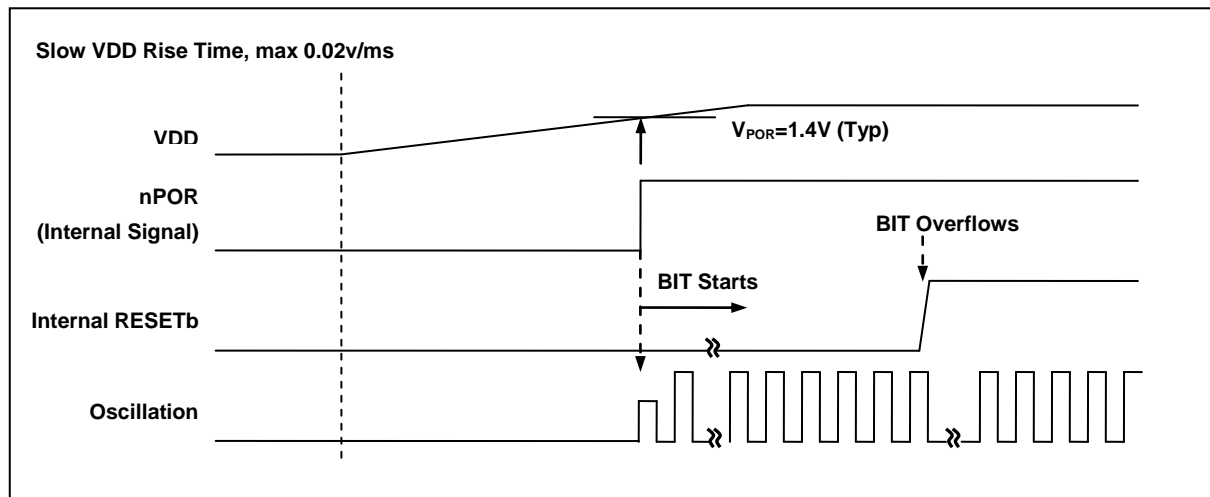 Slow VDD Rise Time, max 0.02v/ms
VDD
VPOR=1.4V (Typ)
nPOR
(Internal Signal)
BIT Overflows
BIT Starts
Internal RESETb
Oscillation